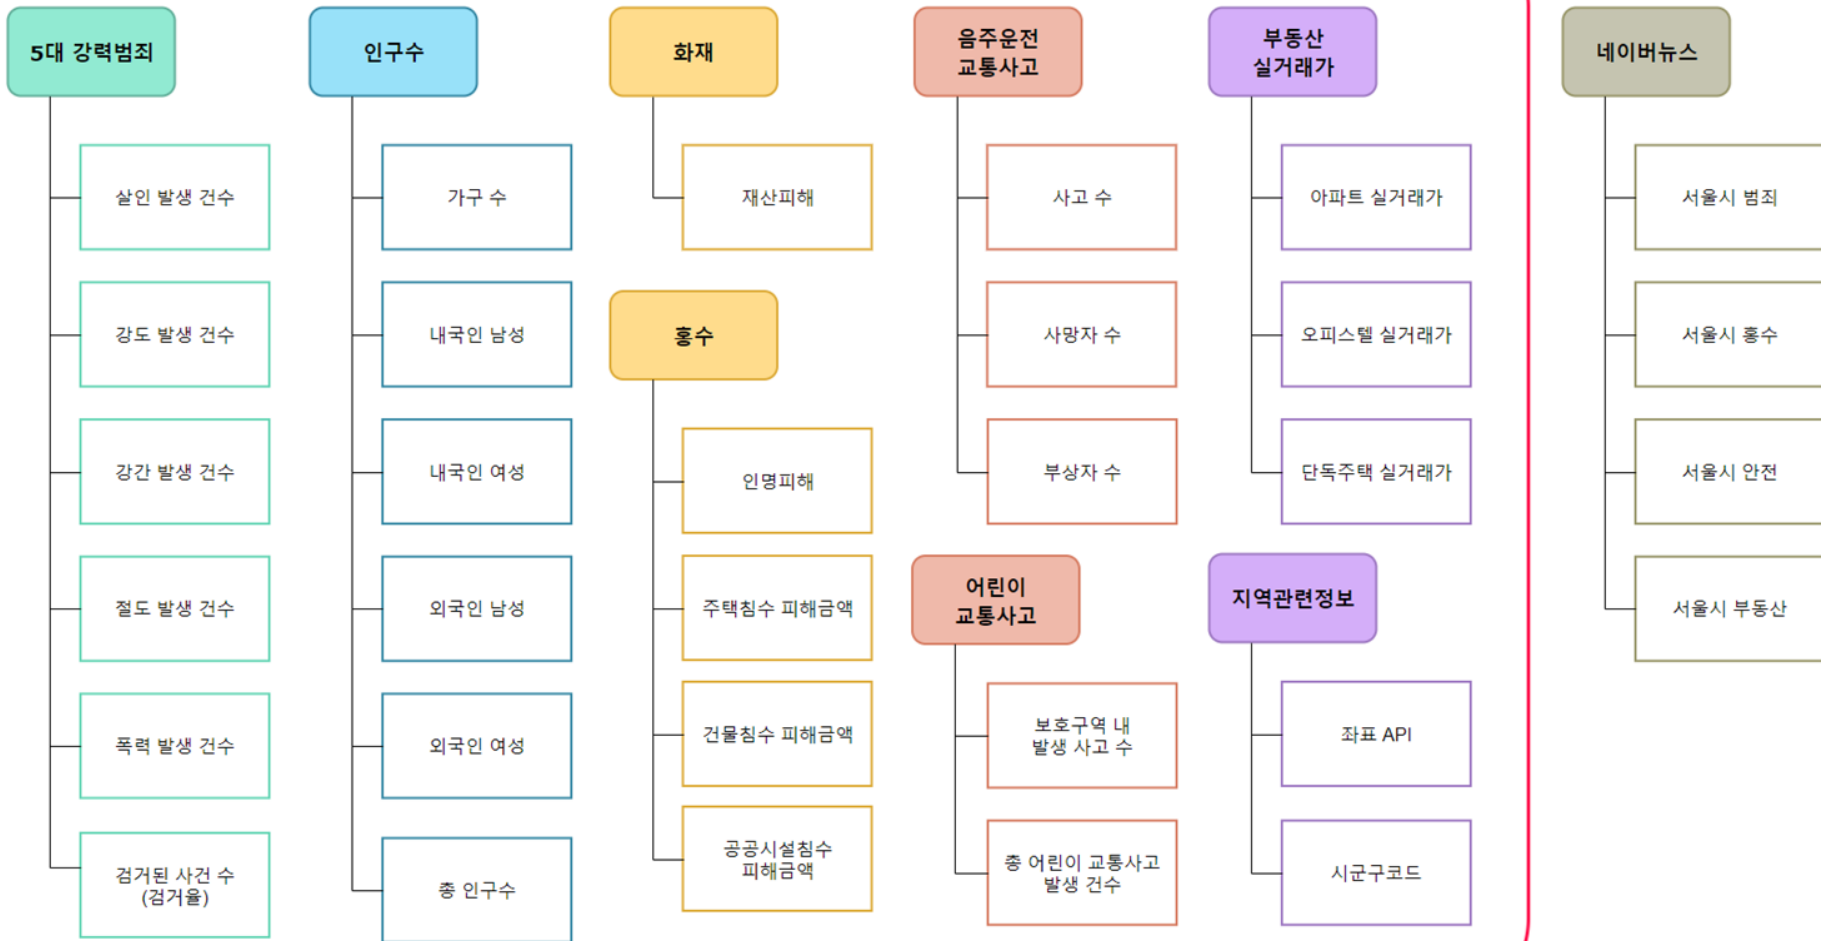 5대 강력범죄
살인 발생 건수
강도 발생 건수
강간 발생 건수
절도 발생 건수
폭력 발생 건수
검거된 사건 수
(검거율)
인구수
가구 수
내국인 남성
내국인 여성
외국인 남성
외국인 여성
총 인구수
화재
재산피해
홍수
인명피해
주택침수 피해금액
건물침수 피해금액
공공시설침수
피해금액
음주운전
교통사고
사고 수
사망자 수
부상자 수
어린이
교통사고
보호구역 내
발생 사고 수
총 어린이 교통사고
발생 건수
부동산
실거래가
아파트 실거래가
오피스텔 실거래가
단독주택 실거래가
지역관련정보
좌표 API
시군구코드
네이버뉴스
서울시 범죄
서울시 홍수
서울시 안전
서울시 부동산